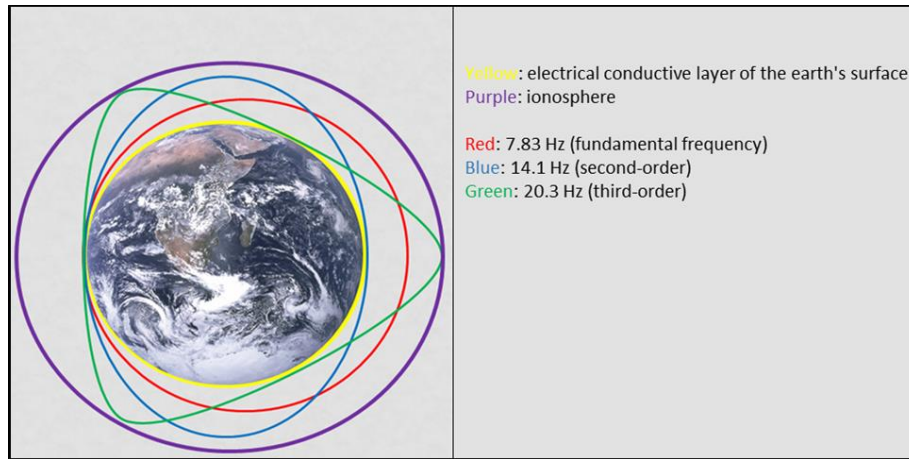 Yellow: electrical conductive layer of the earth's surface
Purple: ionosphere
Red: 7.83 Hz (fundamental frequency)
Blue: 14.1 Hz (second-order)
Green: 20.3 Hz (third-order)